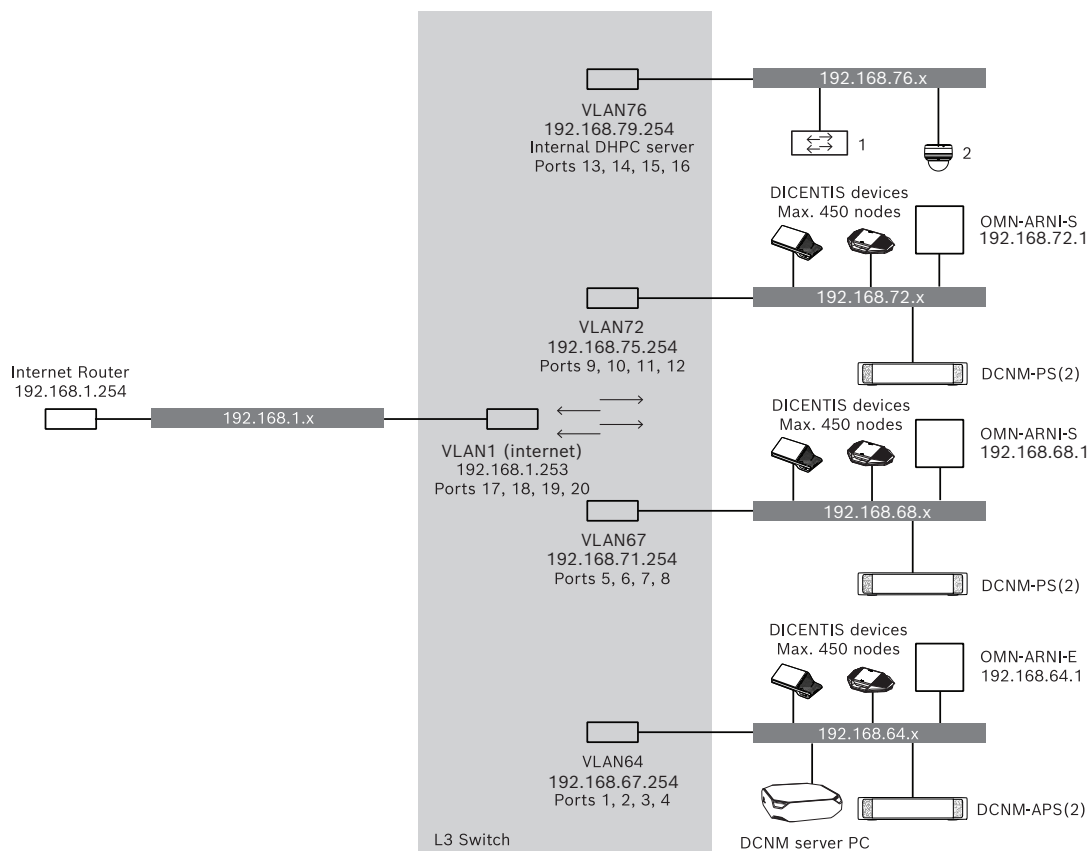 192.168.76.x
VLAN76
192.168.79.254
Internal DHPC server
Ports 13, 14, 15, 16
1
2
DICENTIS devices
Max. 450 nodes
OMN-ARNI-S
192.168.72.1
192.168.72.x
VLAN72
192.168.75.254
Ports 9, 10, 11, 12
DCNM-PS(2)
Internet Router
192.168.1.254
192.168.1.x
VLAN1 (internet)
192.168.1.253
Ports 17, 18, 19, 20
DICENTIS devices
Max. 450 nodes
OMN-ARNI-S
192.168.68.1
192.168.68.x
VLAN67
192.168.71.254
Ports 5, 6, 7, 8
DCNM-PS(2)
DICENTIS devices
Max. 450 nodes
OMN-ARNI-E
192.168.64.1
192.168.64.x
VLAN64
192.168.67.254
Ports 1, 2, 3, 4
DCNM-APS(2)
L3 Switch
DCNM server PC